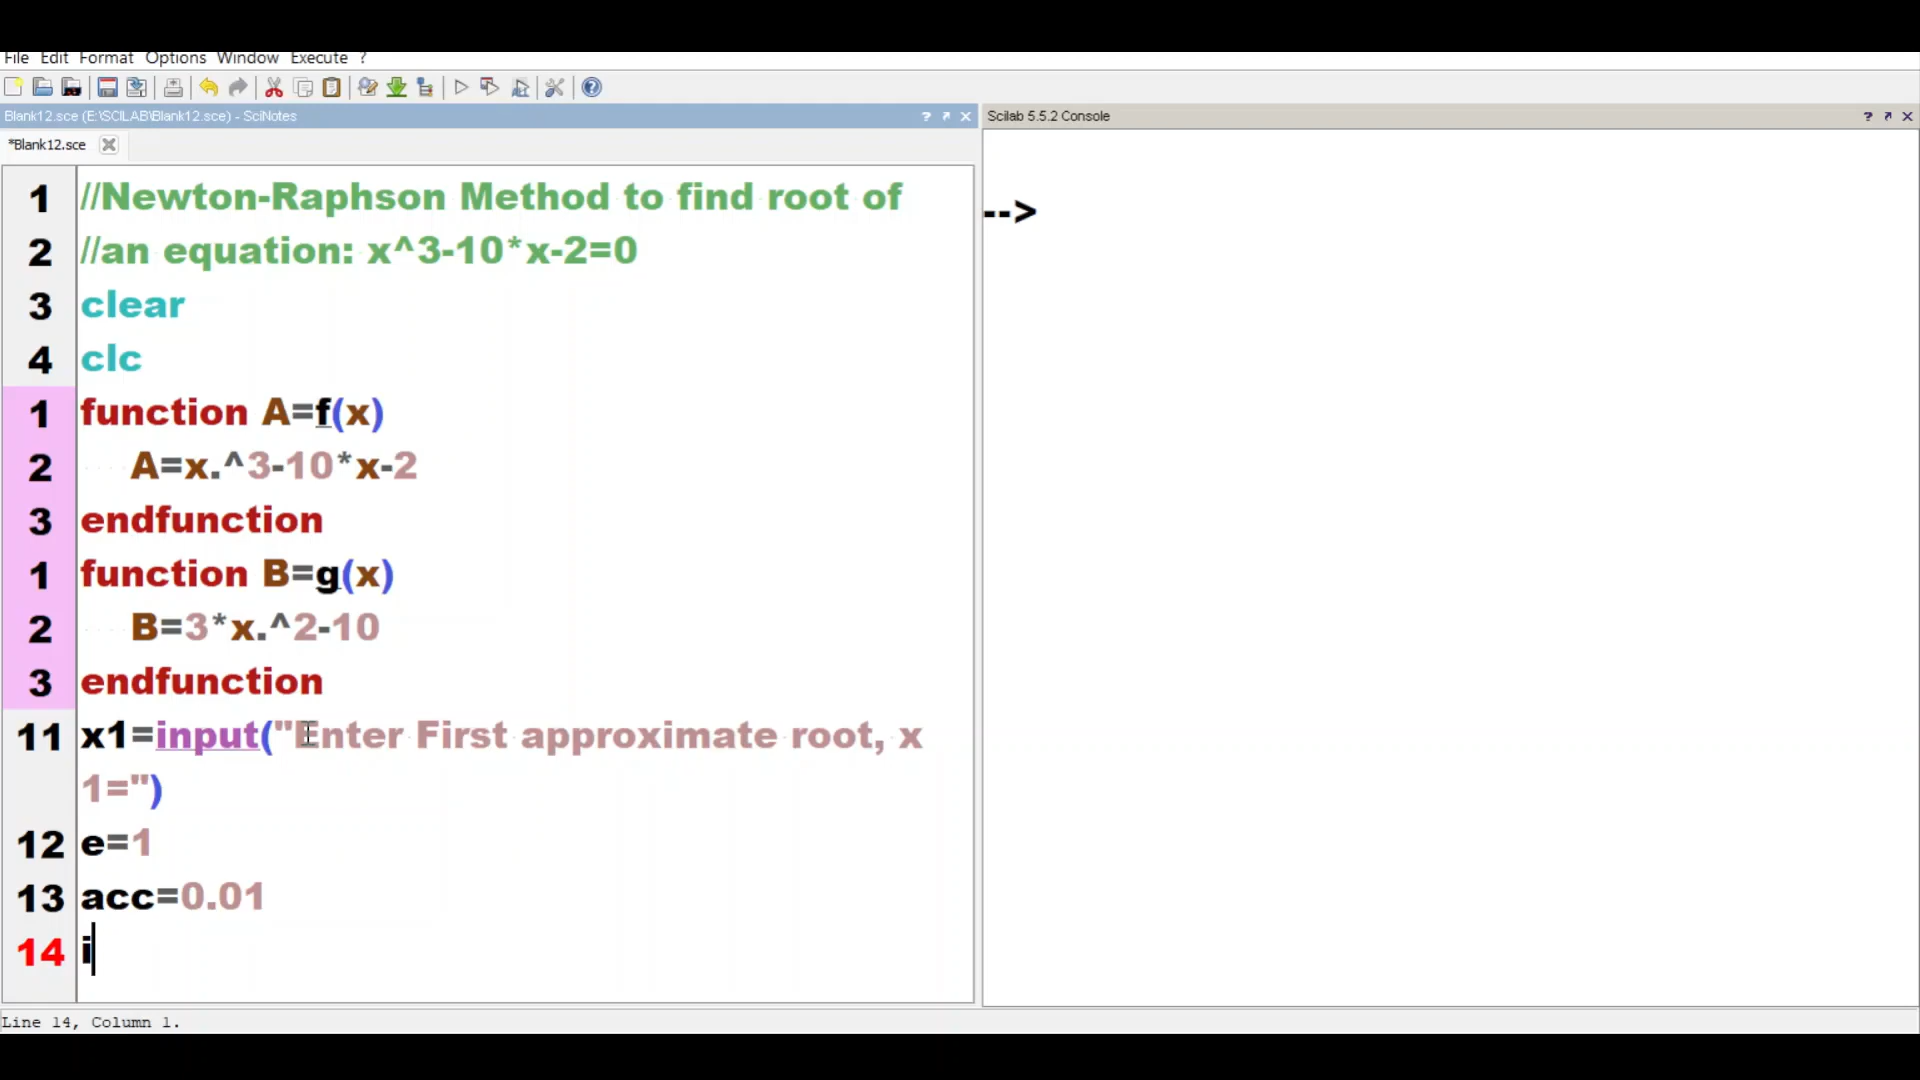 File Edit Format Options Window Execute ?
Blank12.sce (E:\SCILAB\Blank12.sce) - SciNotes
Scilab 5.5.2 Console
*Blank12.sce
1 //Newton-Raphson Method to find root of
2 //an equation: x^3-10*x-2=0
3 clear
4 clc
1 function A=f(x)
2 A=x.^3-10*x-2
3 endfunction
1 function B=g(x)
2 B=3*x.^2-10
3 endfunction
11 x1=input("Enter First approximate root, x
1=")
12 e=1
13 acc=0.01
14 i
-->
Line 14, Column 1.